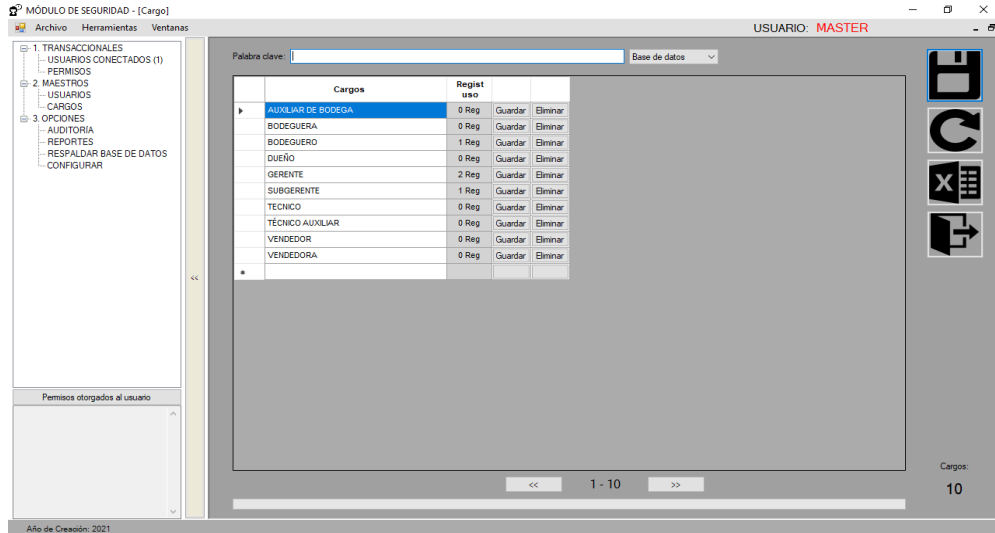 MÓDULO DE SEGURIDAD - [Cargo]
Archivo Herramientas Ventanas
USUARIO: MASTER
1. TRANSACCIONALES
USUARIOS CONECTADOS (1)
PERMISOS
2. MAESTROS
USUARIOS
CARGOS
3. OPCIONES
AUDITORÍA
REPORTES
RESPALDAR BASE DE DATOS
CONFIGURAR
<<
Permisos otorgados al usuario
Palabra clave: Base de datos
Cargos Regist uso
AUXILIAR DE BODEGA 0 Reg Guardar Eliminar
BODEGUERA 0 Reg Guardar Eliminar
BODEGUERO 1 Reg Guardar Eliminar
DUEÑO 0 Reg Guardar Eliminar
GERENTE 2 Reg Guardar Eliminar
SUBGERENTE 1 Reg Guardar Eliminar
TECNICO 0 Reg Guardar Eliminar
TÉCNICO AUXILIAR 0 Reg Guardar Eliminar
VENDEDOR 0 Reg Guardar Eliminar
VENDEDORA 0 Reg Guardar Eliminar
<< 1 - 10 >>
Cargos:
10
Año de Creación: 2021